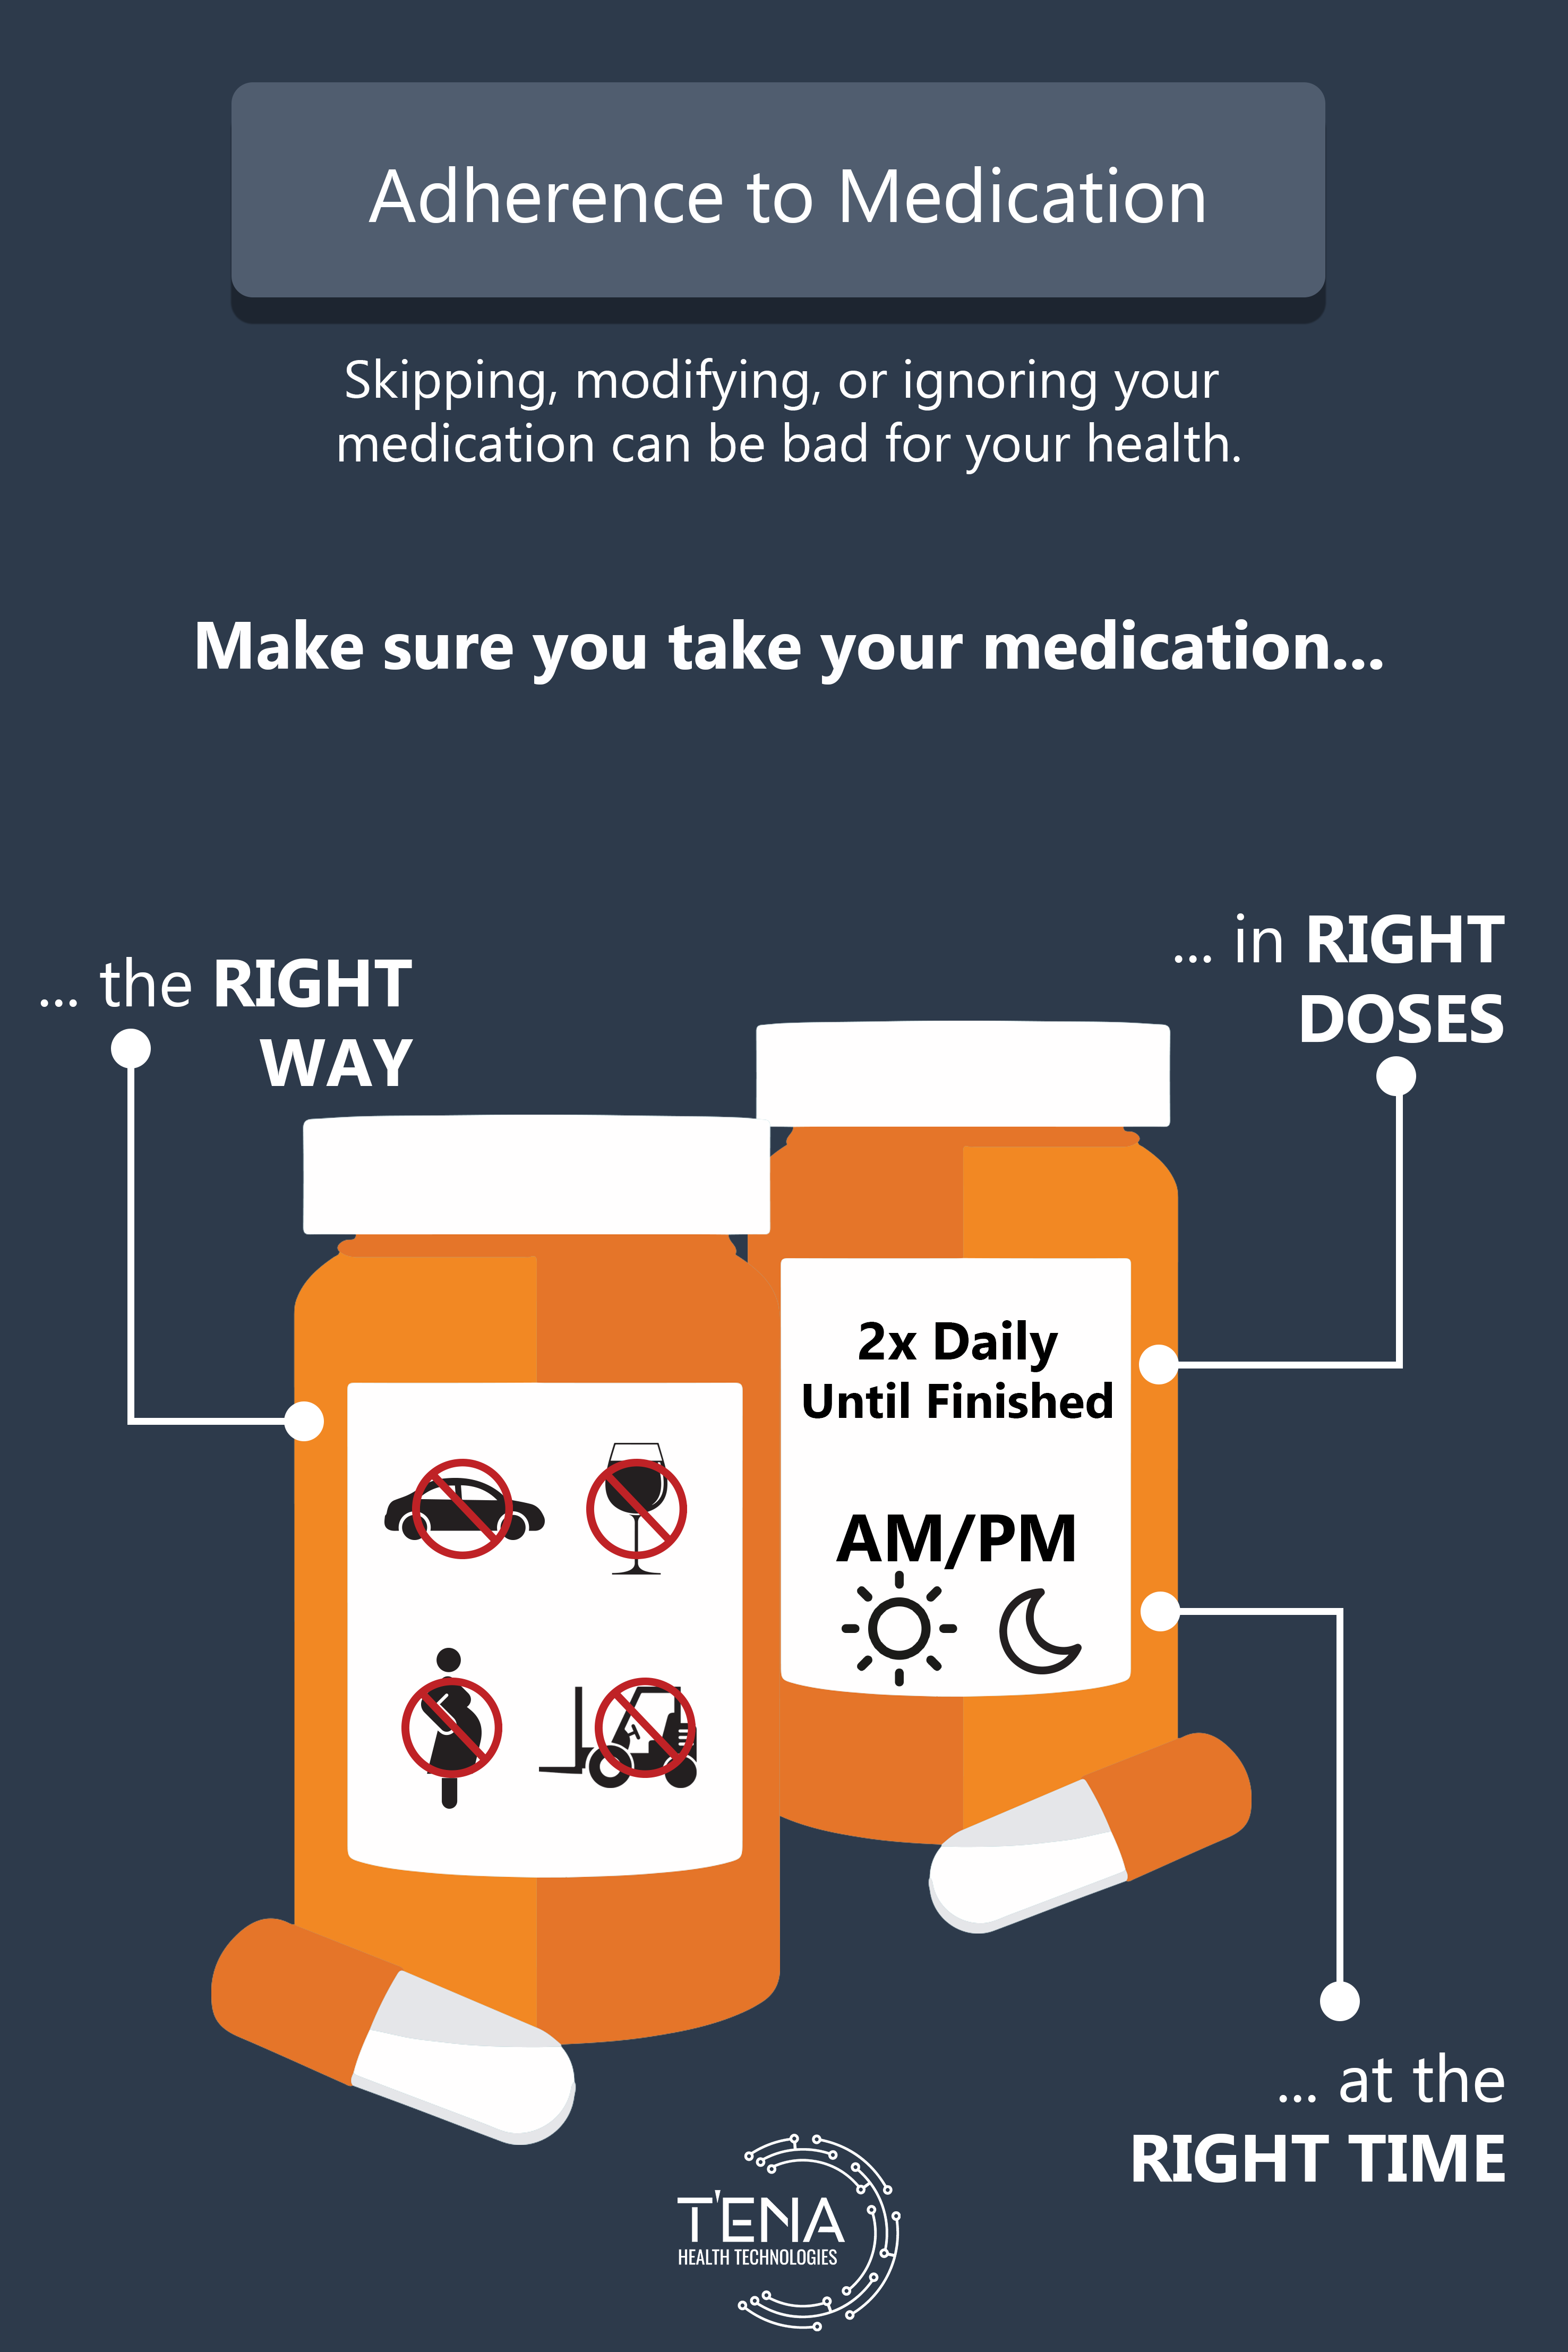 Adherence to Medication
Skipping, modifying, or ignoring your
medication can be bad for your health.
Make sure you take your medication...
... the RIGHT
WAY
... in RIGHT
DOSES
2x Daily
Until Finished
AM/PM
... at the
RIGHT TIME
T'ENA
HEALTH TECHNOLOGIES